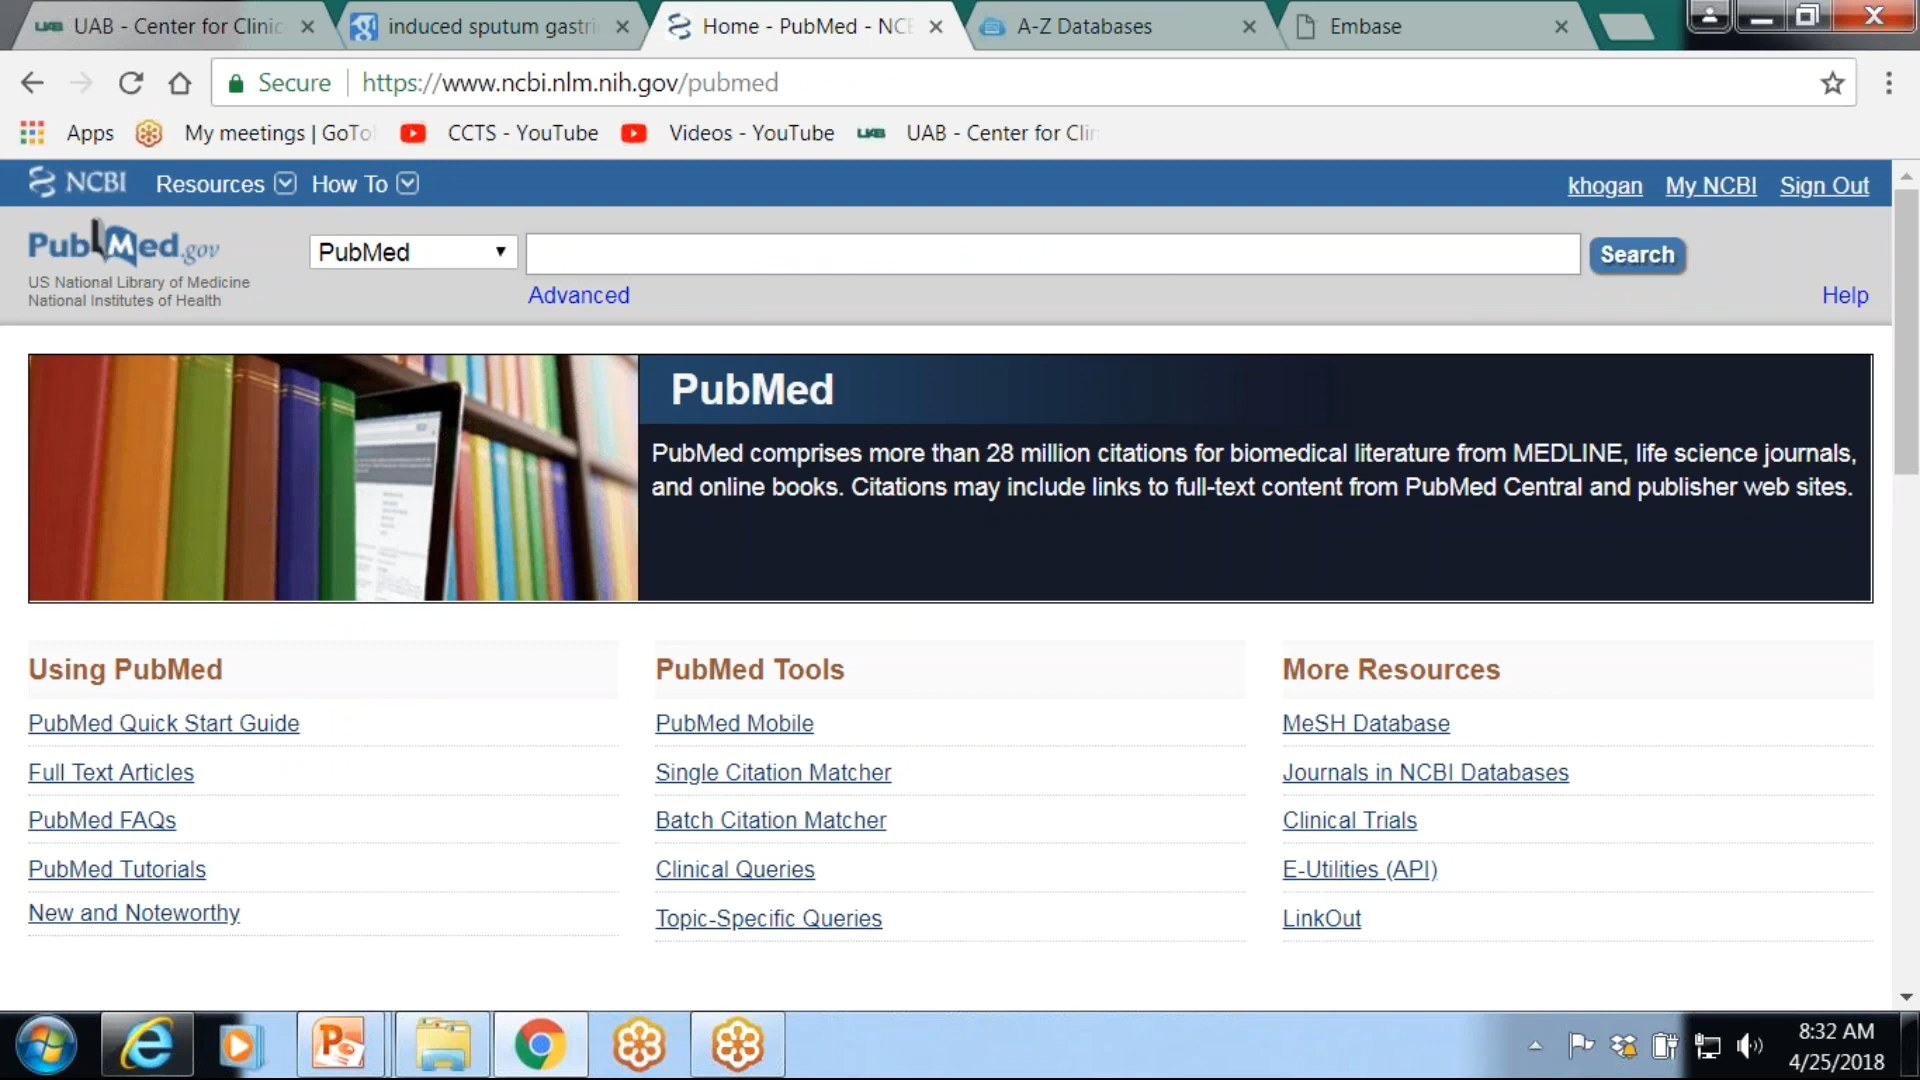 UAB - Center for Clinic
induced sputum gastri
Home - PubMed - NCB
A-Z Databases
Embase
Secure
https://www.ncbi.nlm.nih.gov/pubmed
Apps
My meetings | GoTo
CCTS - YouTube
Videos - YouTube
UAB
UAB - Center for Clin
NCBI
Resources
How To
khogan
My NCBI
Sign Out
PubMed.gov
US National Library of Medicine
National Institutes of Health
PubMed
Search
Advanced
Help
PubMed
PubMed comprises more than 28 million citations for biomedical literature from MEDLINE, life science journals,
and online books. Citations may include links to full-text content from PubMed Central and publisher web sites.
Using PubMed
PubMed Quick Start Guide
Full Text Articles
PubMed FAQs
PubMed Tutorials
New and Noteworthy
PubMed Tools
PubMed Mobile
Single Citation Matcher
Batch Citation Matcher
Clinical Queries
Topic-Specific Queries
More Resources
MeSH Database
Journals in NCBI Databases
Clinical Trials
E-Utilities (API)
LinkOut
8:32 AM
4/25/2018